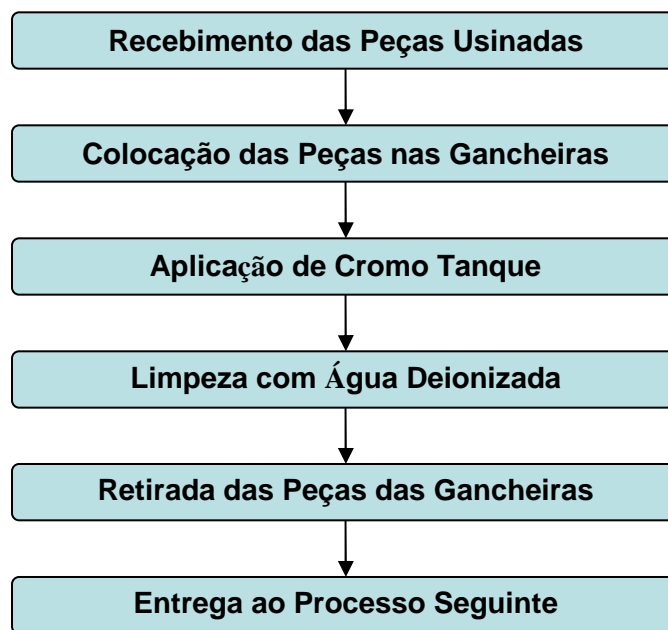 Recebimento das Peças Usinadas
Colocação das Peças nas Gancheiras
Aplicação de Cromo Tanque
Limpeza com Água Deionizada
Retirada das Peças das Gancheiras
Entrega ao Processo Seguinte